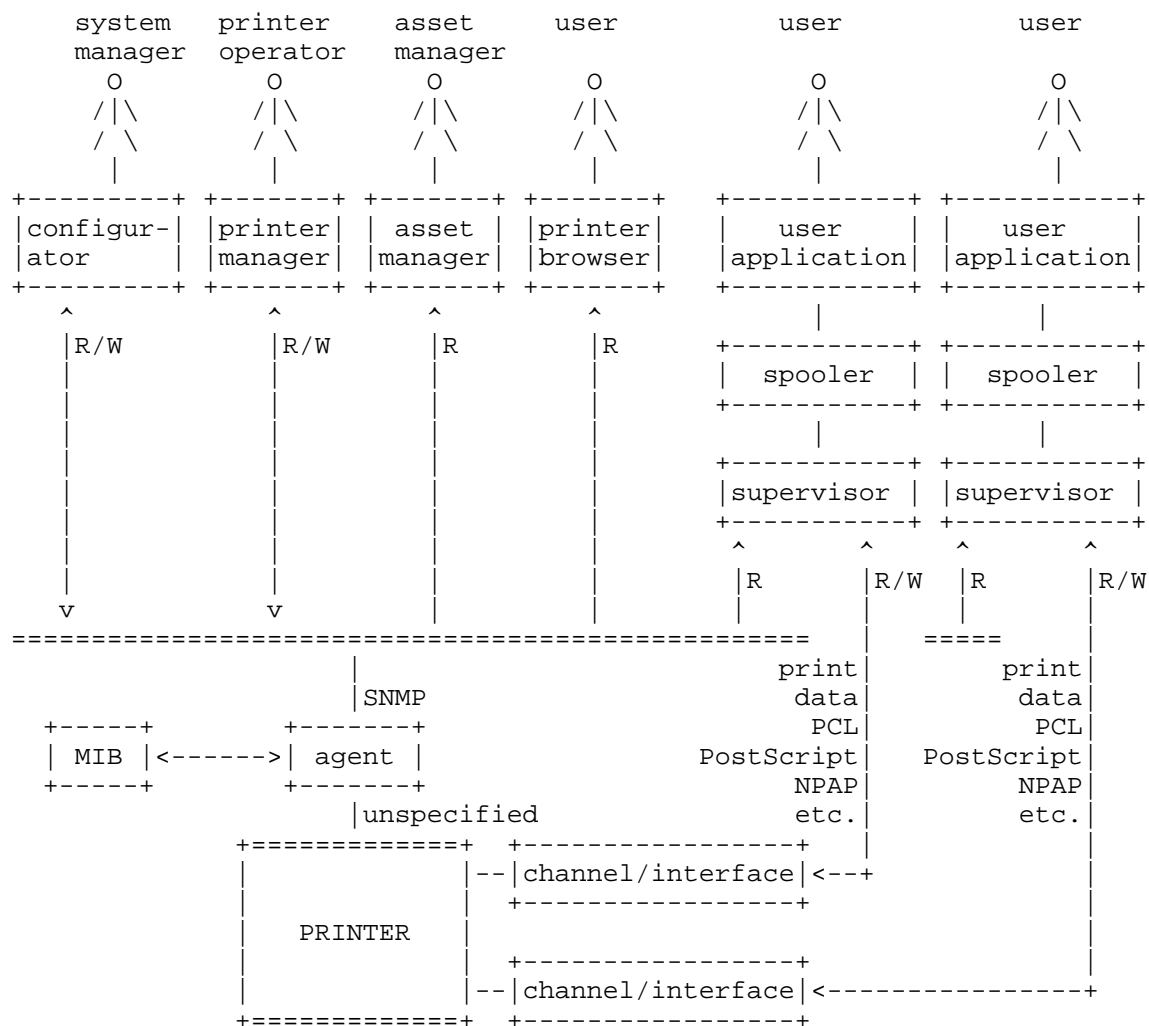 system printer asset user user user
manager operator manager
configur- printer asset printer user user
ator manager manager browser application application
R/W R/W R R
spooler spooler
supervisor supervisor
R R/W R R/W
print print
SNMP data data
PCL PCL
MIB agent PostScript PostScript
NPAP NPAP
unspecified etc. etc.
channel/interface
PRINTER
channel/interface